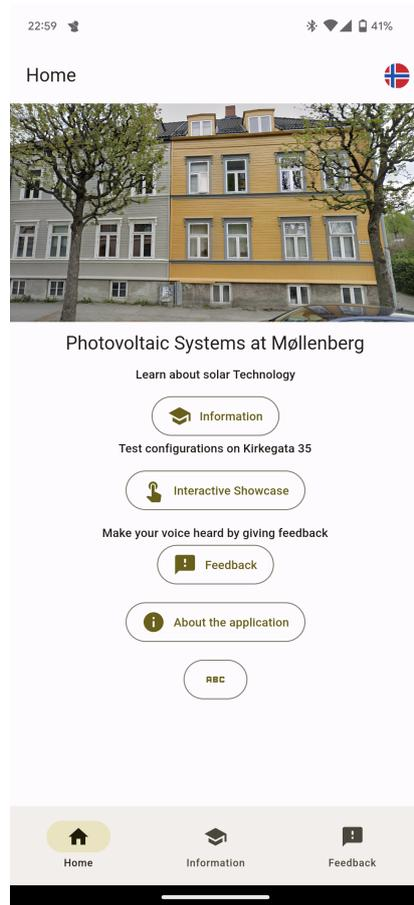 22:59
41%
Home
Photovoltaic Systems at Møllenberg
Learn about solar Technology
Information
Test configurations on Kirkegata 35
Interactive Showcase
Make your voice heard by giving feedback
Feedback
About the application
ABC
Home Information Feedback